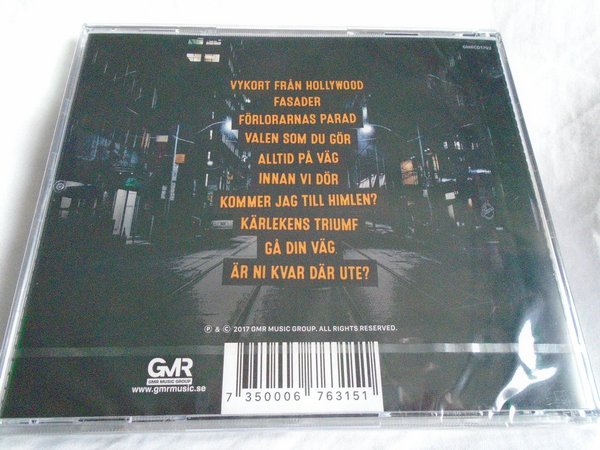 VYKORT FRÅN HOLLYWOOD
FASADER
FÖRLORARNAS PARAD
VALEN SOM DU GÖR
ALLTID PÅ VÄG
INNAN VI DÖR
KOMMER JAG TILL HIMLEN?
KÄRLEKENS TRIUMF
GÅ DIN VÄG
ÄR NI KVAR DÄR UTE?
Ⓟ & © 2017 GMR MUSIC GROUP. ALL RIGHTS RESERVED.
GMR
GMR MUSIC GROUP
www.gmrmusic.se
7 350006 763151